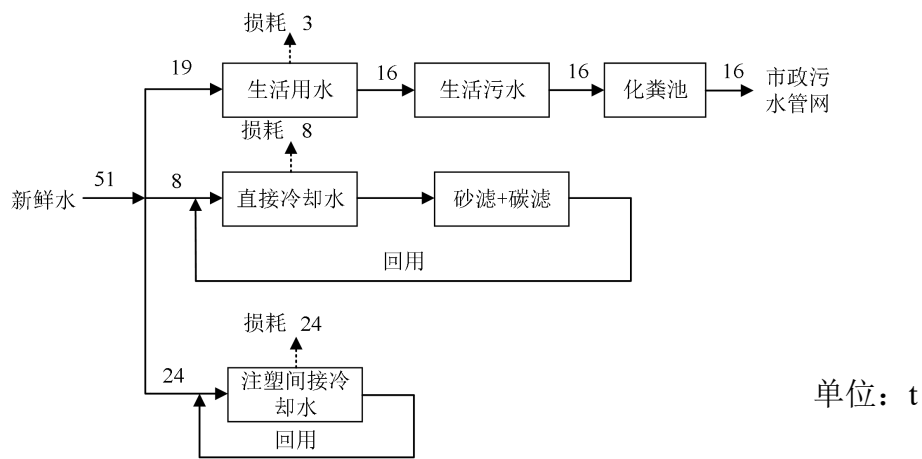 损耗 3
19
生活用水
16
生活污水
16
化粪池
16
市政污
水管网
损耗 8
新鲜水
51
8
直接冷却水
砂滤+碳滤
回用
损耗 24
24
注塑间接冷
却水
回用
单位：t